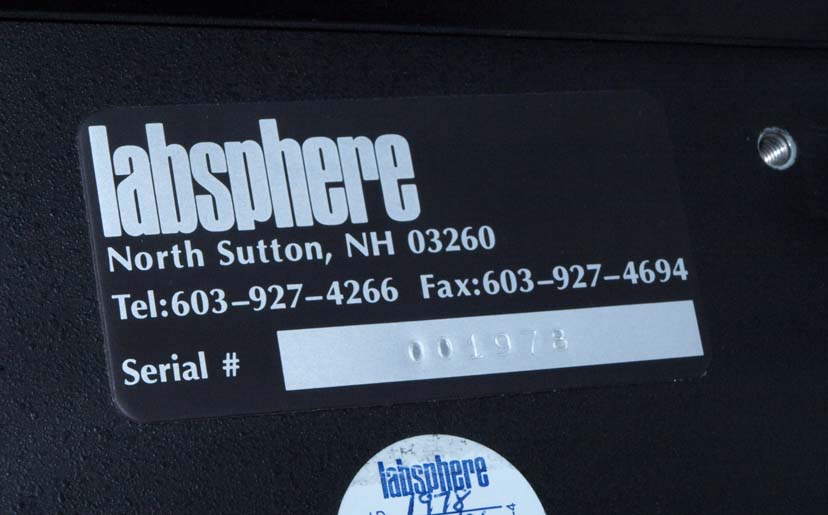 labsphere
North Sutton, NH 03260
Tel:603-927-4266 Fax:603-927-4694
Serial #
001978
labsphere
1978